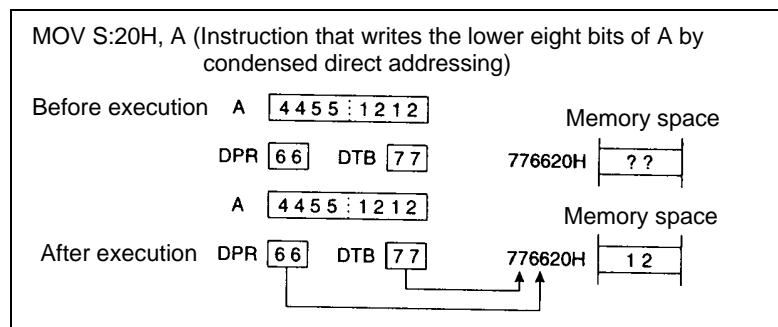 MOV S:20H, A (Instruction that writes the lower eight bits of A by
condensed direct addressing)
Before execution A 4455 1212
Memory space
DPR 66 DTB 77 776620H ??
A 4455 1212
Memory space
After execution DPR 66 DTB 77 776620H 12